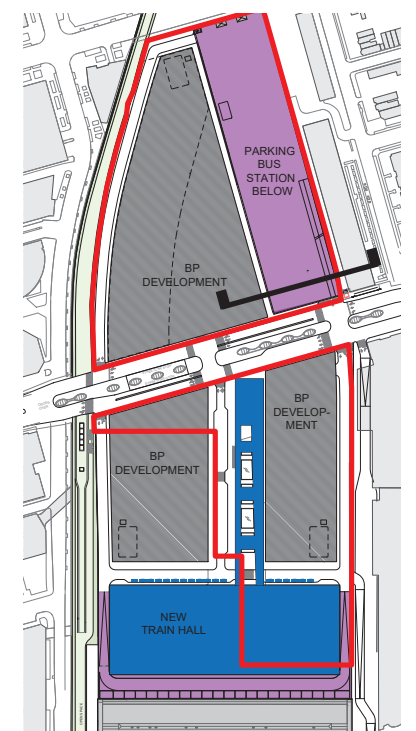 PARKING
BUS
STATION
BELOW
BP
DEVELOPMENT
BP
DEVELOP-
MENT
BP
DEVELOPMENT
NEW
TRAIN HALL